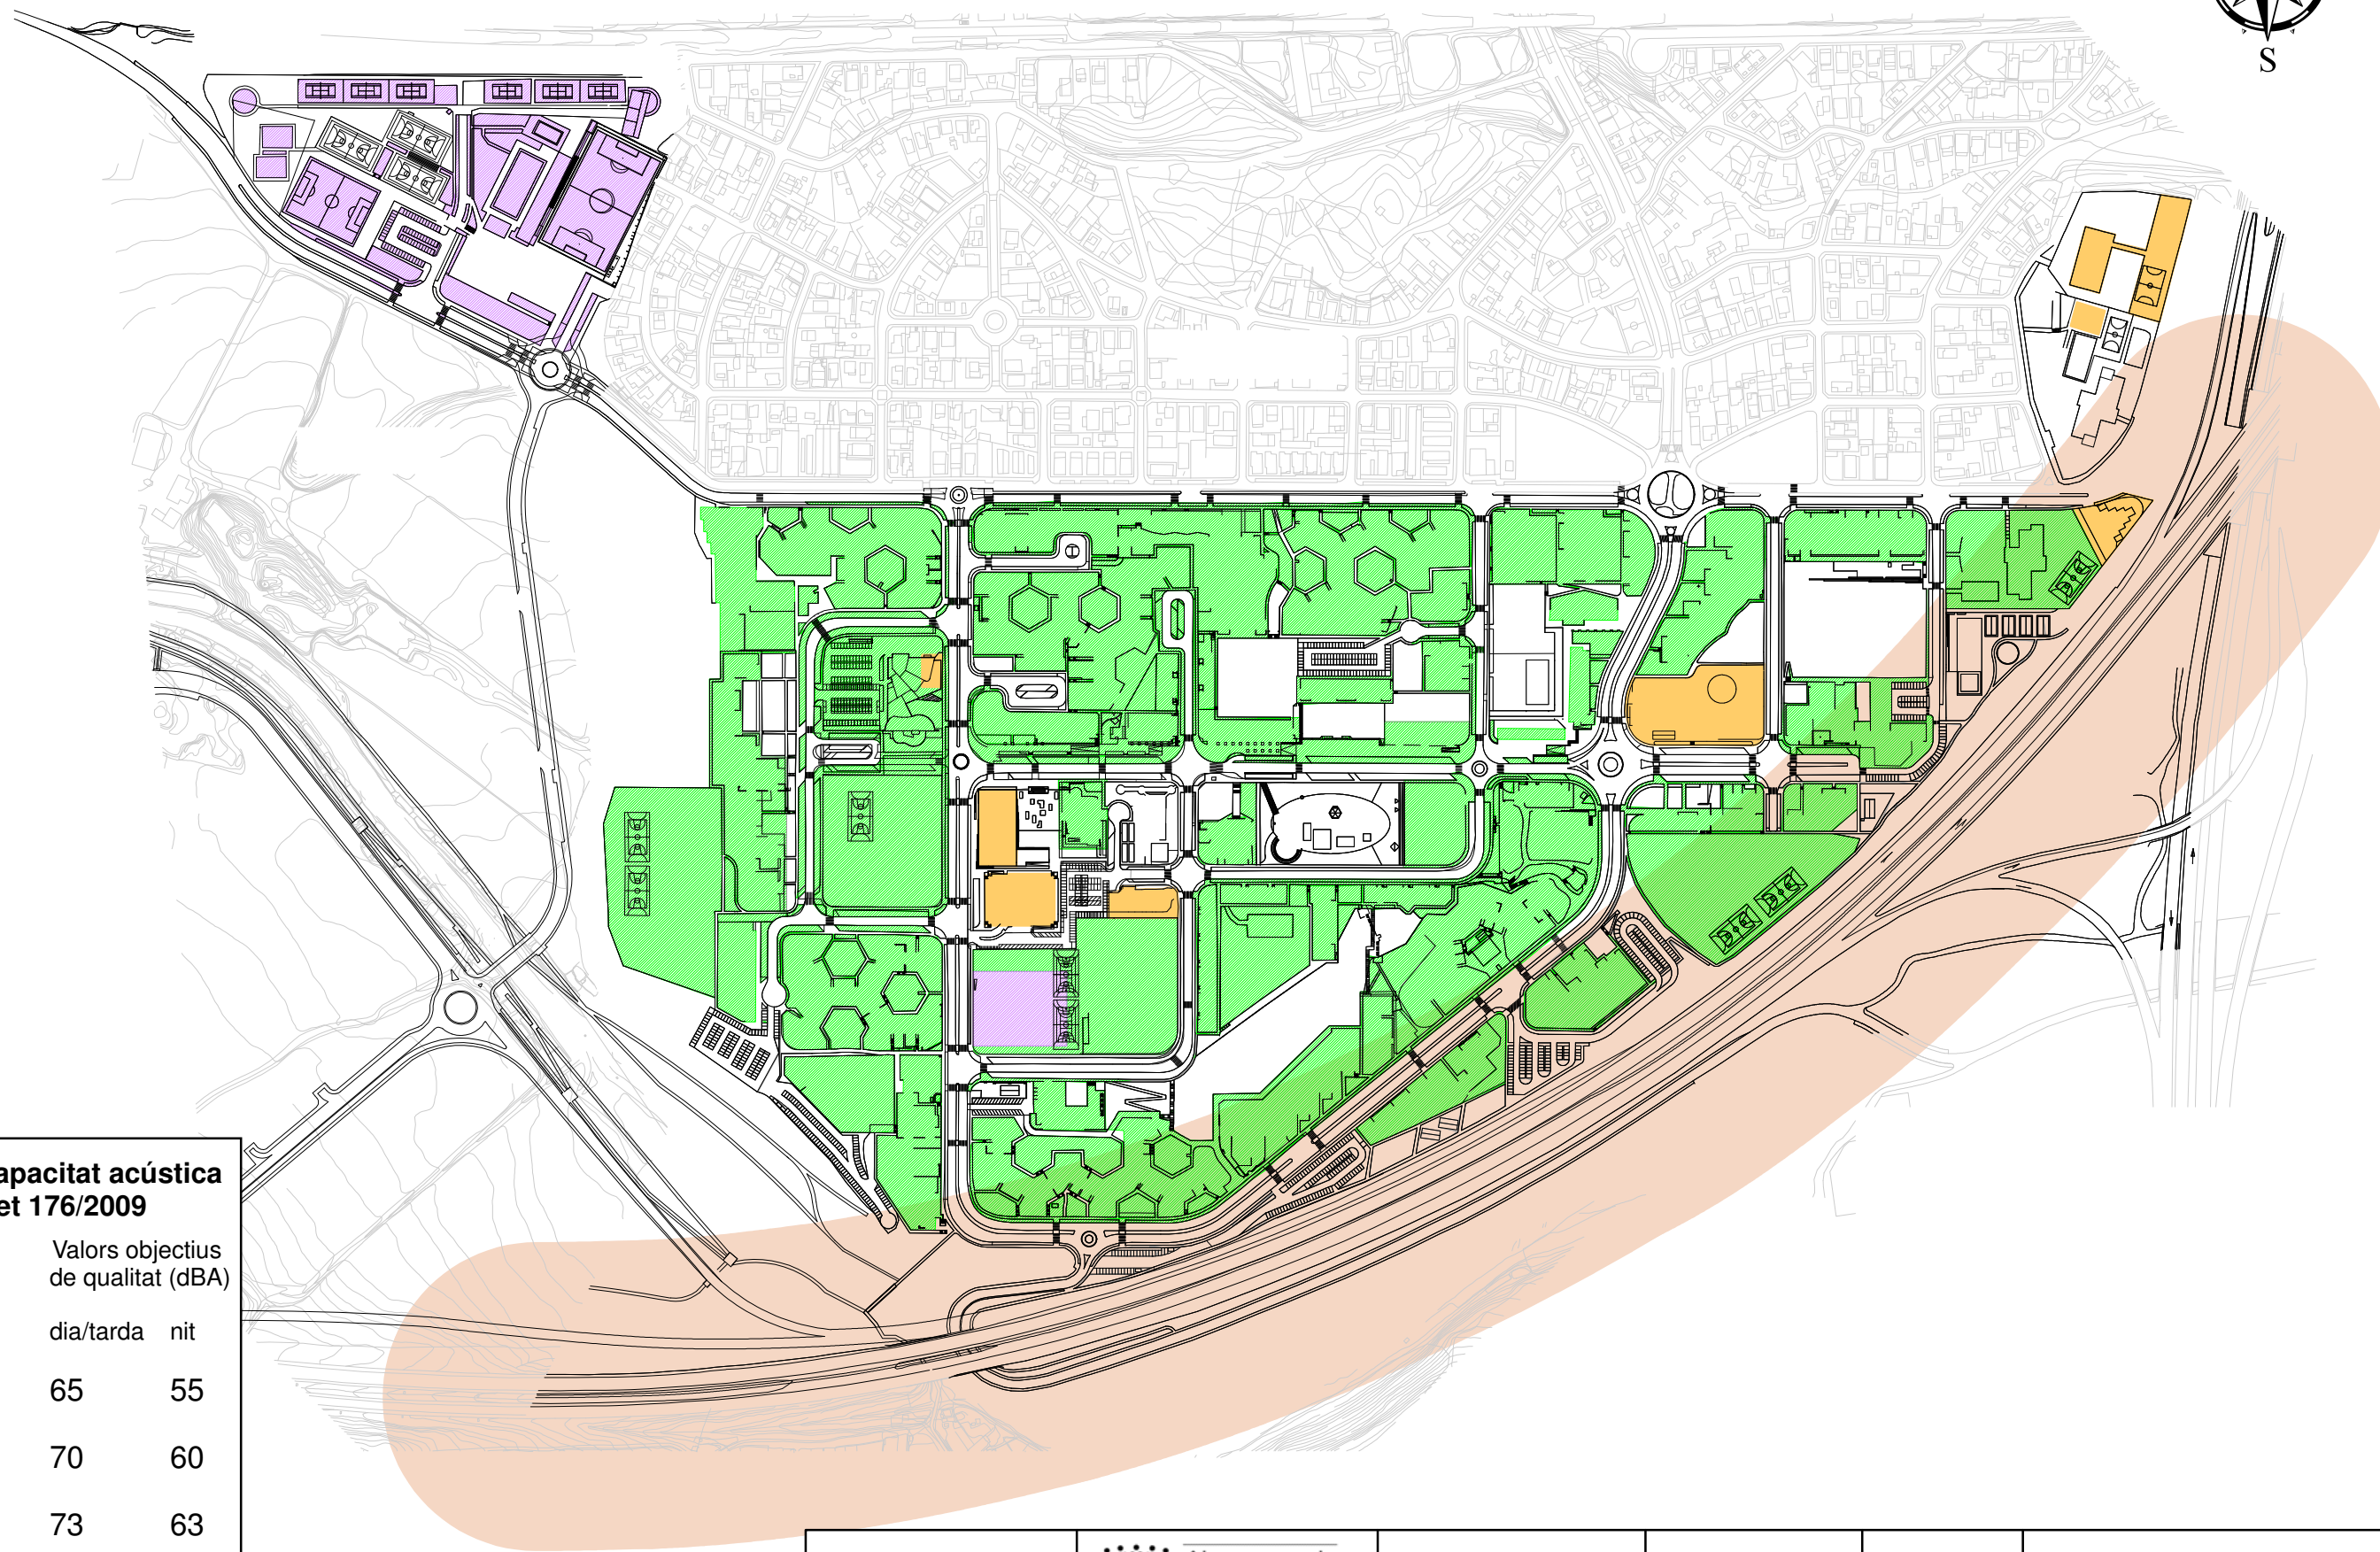 S
apacitat acústica
et 176/2009
Valors objectius
de qualitat (dBA)
dia/tarda nit
65 55
70 60
73 63